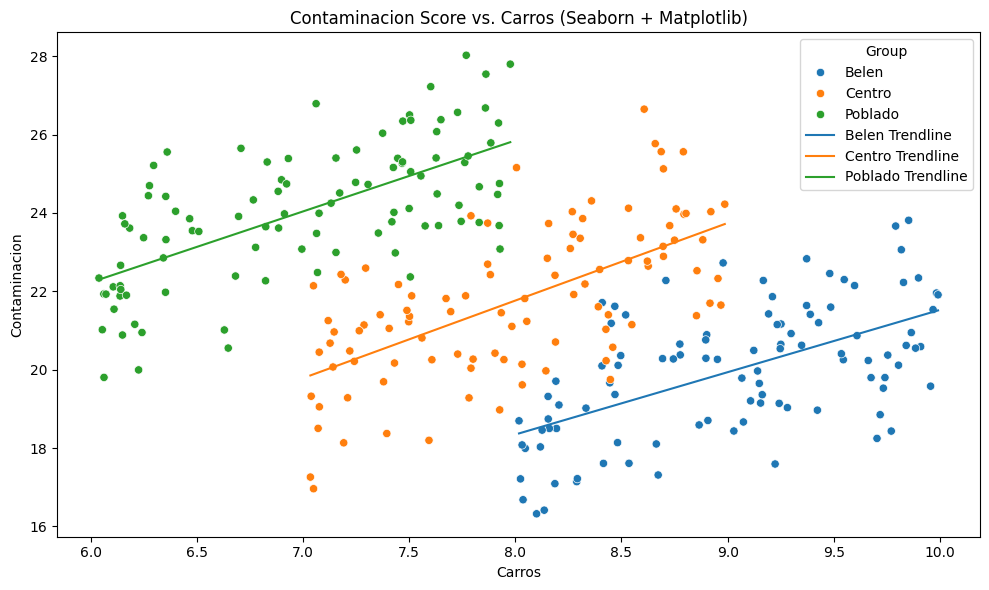 Contaminacion Score vs. Carros (Seaborn + Matplotlib)
Group
Belen
Centro
Poblado
Belen Trendline
Centro Trendline
Poblado Trendline
Contaminacion
28
26
24
22
20
18
16
6.0 6.5 7.0 7.5 8.0 8.5 9.0 9.5 10.0
Carros